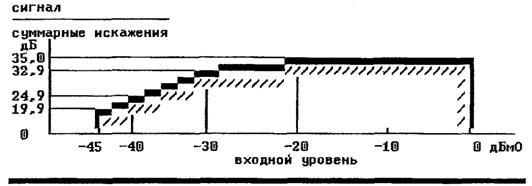 сигнал
суммарные искажения
дБ
35,0
32,9
24,9
19,9
0
-45 -40 -30 -20 -10 0 дБм0
входной уровень